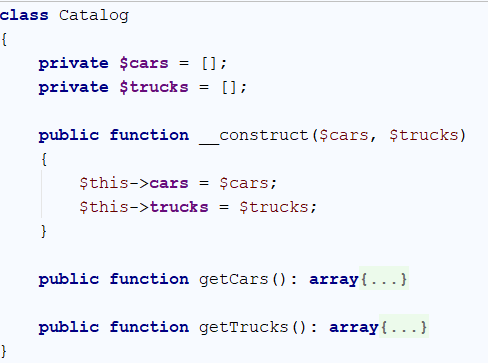 class Catalog
{
    private $cars = [];
    private $trucks = [];

    public function __construct($cars, $trucks)
    {
        $this->cars = $cars;
        $this->trucks = $trucks;
    }

    public function getCars(): array{...}

    public function getTrucks(): array{...}
}